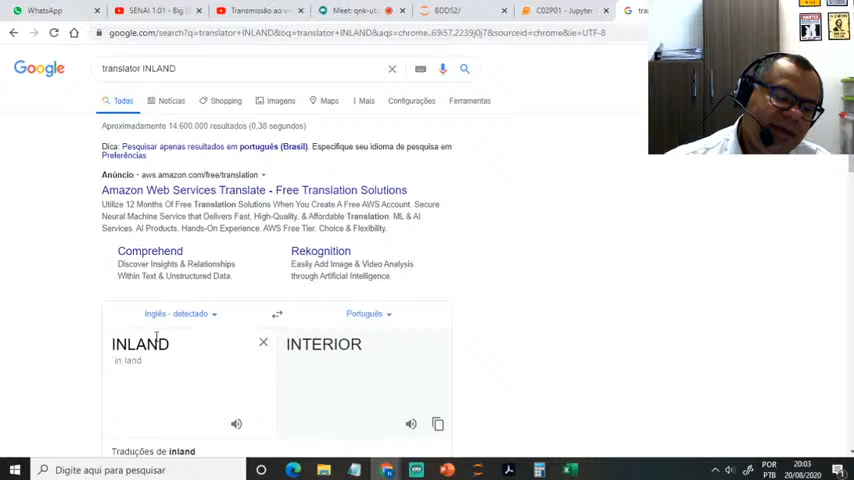 WhatsApp
SENAI 1.01 - Big
Transmissão ao v
Meet: qnk-ut
BDDS2/
C02P01 - Jupyter
tra
google.com/search?q=translator+INLAND&oq=translator+INLAND&aqs=chrome..69i57.2239j0j7&sourceid=chrome&ie=UTF-8
Google
translator INLAND
Todas
Notícias
Shopping
Imagens
Maps
Mais
Configurações
Ferramentas
Aproximadamente 14.600.000 resultados (0,38 segundos)
Dica: Pesquisar apenas resultados em português (Brasil). Especifique seu idioma de pesquisa em
Preferências
Anúncio · aws.amazon.com/free/translation
Amazon Web Services Translate - Free Translation Solutions
Utilize 12 Months Of Free Translation Solutions When You Create A Free AWS Account. Secure
Neural Machine Service that Delivers Fast. High-Quality, & Affordable Translation. ML & AI
Services. AI Products. Hands-On Experience. AWS Free Tier. Choice & Flexibility.
Comprehend
Discover Insights & Relationships
Within Text & Unstructured Data.
Rekognition
Easily Add Image & Video Analysis
through Artificial Intelligence.
Inglês - detectado
Português
INLAND
ˈinˌland
INTERIOR
Traduções de inland
Digite aqui para pesquisar
POR
PTB
20:03
20/08/2020